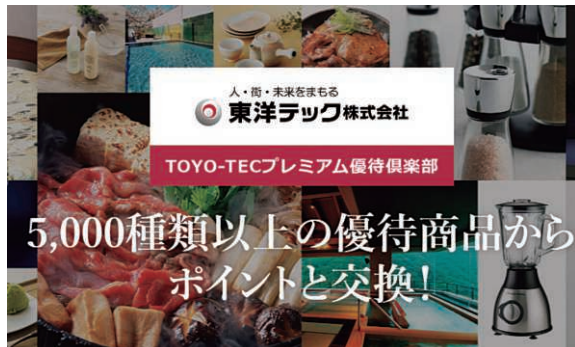 人・街・未来をまもる
東洋テック株式会社
TOYO-TECプレミアム優待倶楽部
5,000種類以上の優待商品から
ポイントと交換！